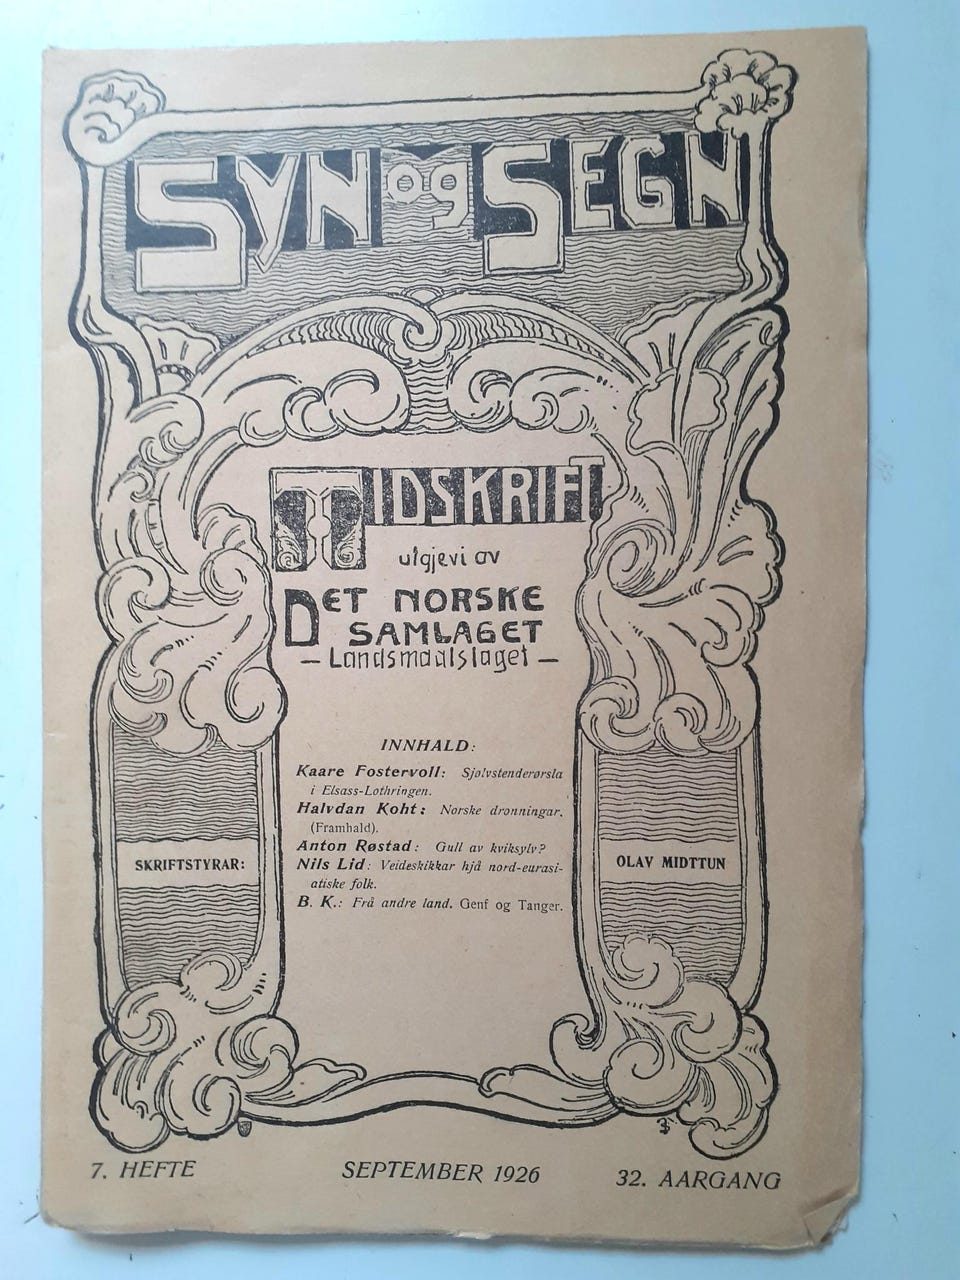 SYN og SEGN
TIDSKRIFT
utgjevi av
DET NORSKE
SAMLAGET
— Landsmaalslaget —
INNHALD:
Kaare Fostervoll: Sjølvstenderørsla
i Elsass-Lothringen.
Halvdan Koht: Norske dronningar.
(Framhald).
Anton Røstad: Gull av kviksylv?
Nils Lid: Veideskikkar hjå nord-eurasi-
atiske folk.
B. K.: Frå andre land. Genf og Tanger.
SKRIFTSTYRAR:
OLAV MIDTTUN
7. HEFTE
SEPTEMBER 1926
32. AARGANG